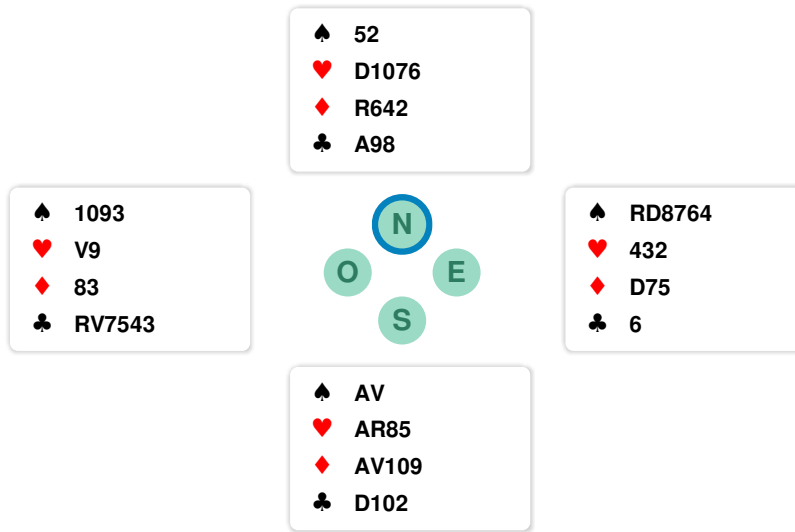 ♠ 52
♥ D1076
♦ R642
♣ A98
♠ 1093
♥ V9
♦ 83
♣ RV7543
N
O
E
S
♠ RD8764
♥ 432
♦ D75
♣ 6
♠ AV
♥ AR85
♦ AV109
♣ D102